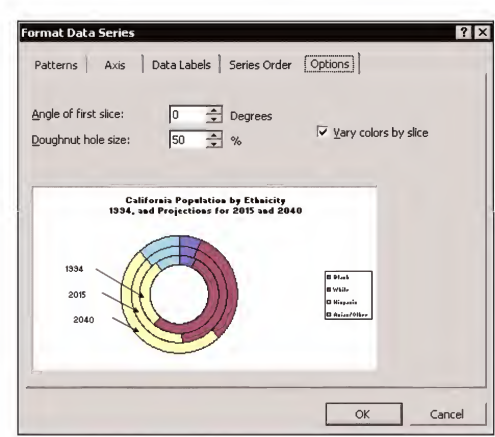 Format Data Series
? X
Patterns Axis Data Labels Series Order Options
Angle of first slice: 0 Degrees
Doughnut hole size: 50 %
Vary colors by slice
California Population by Ethnicity
1994, and Projections for 2015 and 2040
1994
2015
2040
Black
White
Hispanic
Asian/Other
OK Cancel